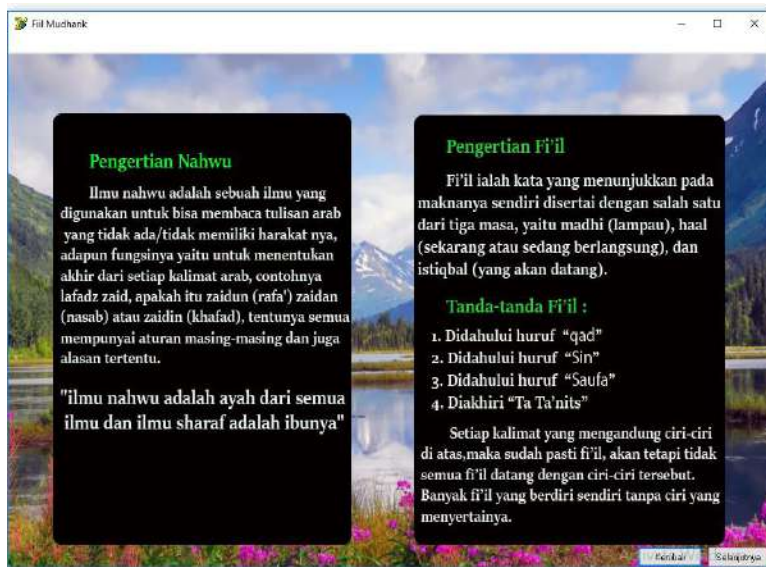 Fiil Mudharik
Pengertian Nahwu
Ilmu nahwu adalah sebuah ilmu yang
digunakan untuk bisa membaca tulisan arab
yang tidak ada/tidak memiliki harakat nya,
adapun fungsinya yaitu untuk menentukan
akhir dari setiap kalimat arab, contohnya
lafadz zaid, apakah itu zaidun (rafa') zaidan
(nasab) atau zaidin (khafad), tentunya semua
mempunyai aturan masing-masing dan juga
alasan tertentu.
"ilmu nahwu adalah ayah dari semua
ilmu dan ilmu sharaf adalah ibunya"
Pengertian Fi'il
Fi'il ialah kata yang menunjukkan pada
maknanya sendiri disertai dengan salah satu
dari tiga masa, yaitu madhi (lampau), haal
(sekarang atau sedang berlangsung), dan
istiqbal (yang akan datang).
Tanda-tanda Fi'il :
1. Didahului huruf “qad”
2. Didahului huruf “Sin”
3. Didahului huruf “Saufa”
4. Diakhiri “Ta Ta'nits”
Setiap kalimat yang mengandung ciri-ciri
di atas,maka sudah pasti fi'il, akan tetapi tidak
semua fi'il datang dengan ciri-ciri tersebut.
Banyak fi'il yang berdiri sendiri tanpa ciri yang
menyertainya.
Kembali
Selanjutnya